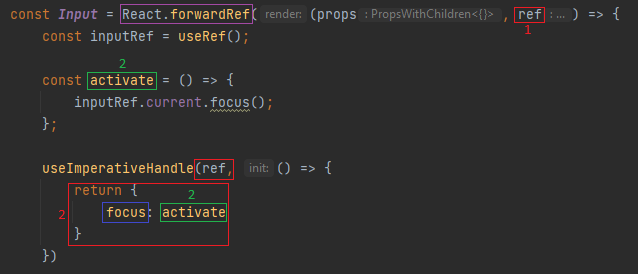 const Input = React.forwardRef( render: (props : PropsWithChildren<{}> , ref : ... ) => {
1
const inputRef = useRef();
2
const activate = () => {
inputRef.current.focus();
};
useImperativeHandle(ref, init: () => {
2 return {
2
focus: activate
}
})